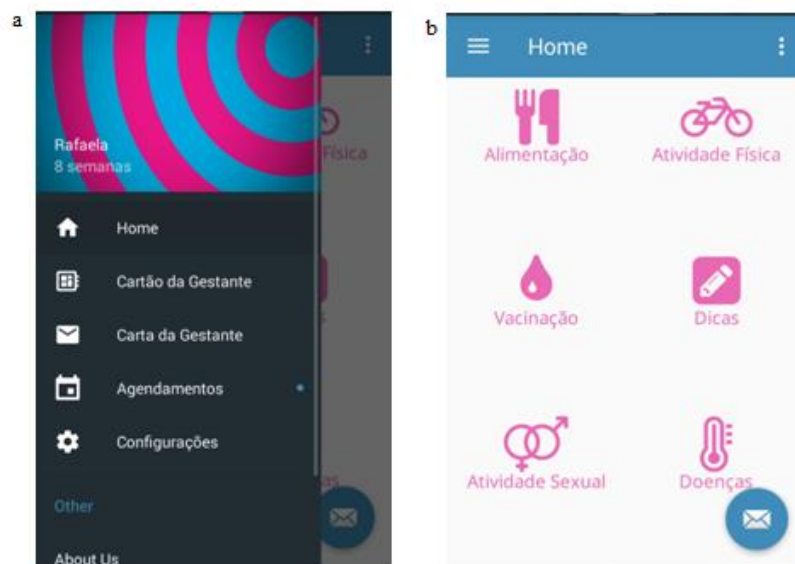 a
Rafaela
8 semanas
Física
Home
Cartão da Gestante
Carta da Gestante
Agendamentos
Configurações
Other
About Us
b
Home
Alimentação
Atividade Física
Vacinação
Dicas
Atividade Sexual
Doenças